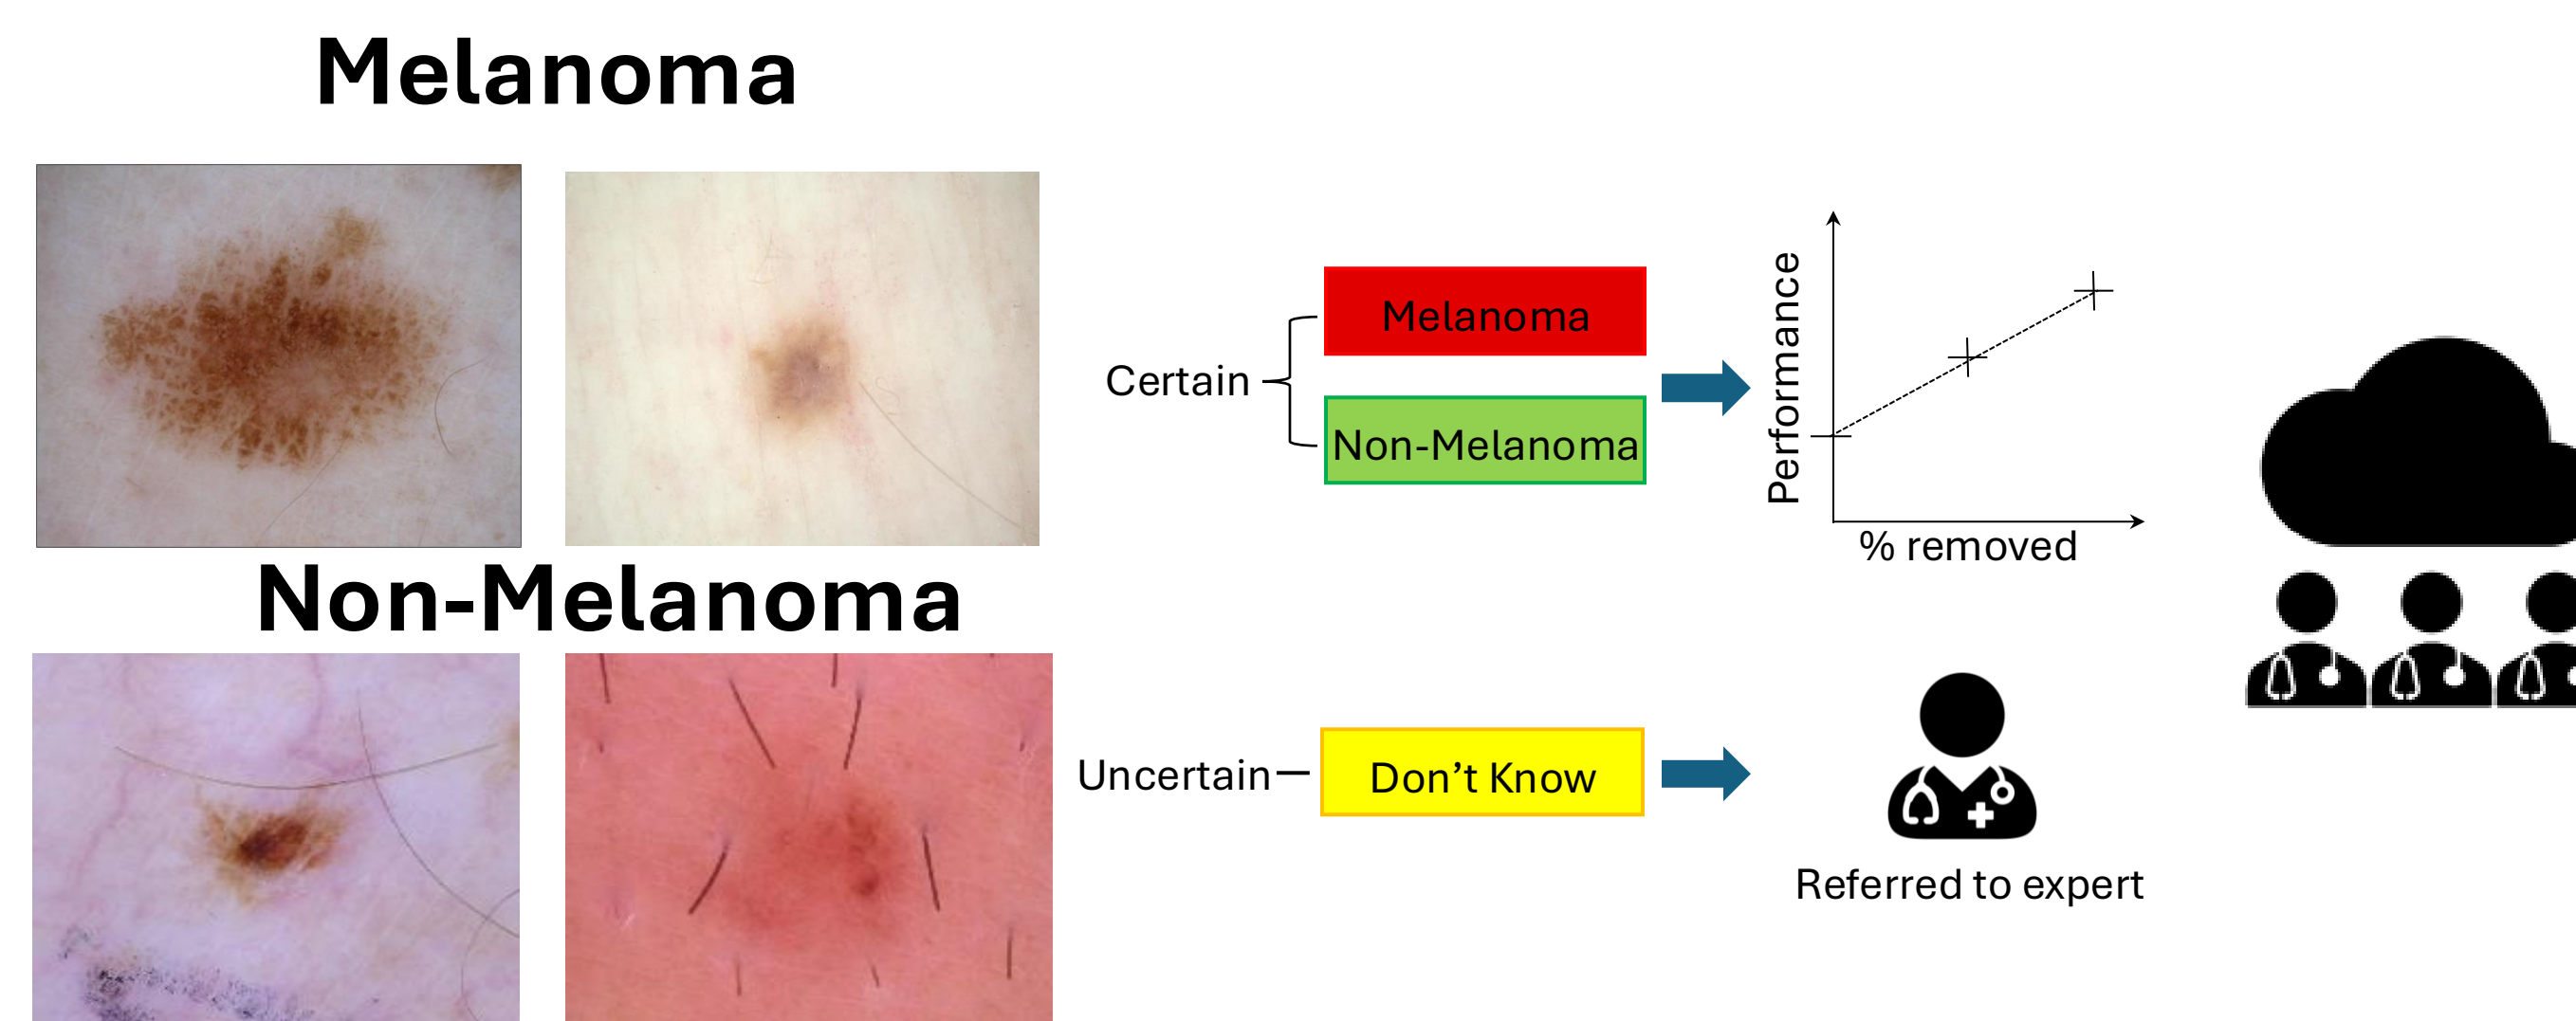 Melanoma
Non-Melanoma
Certain
Melanoma
Non-Melanoma
Performance
% removed
Uncertain
Don’t Know
Referred to expert